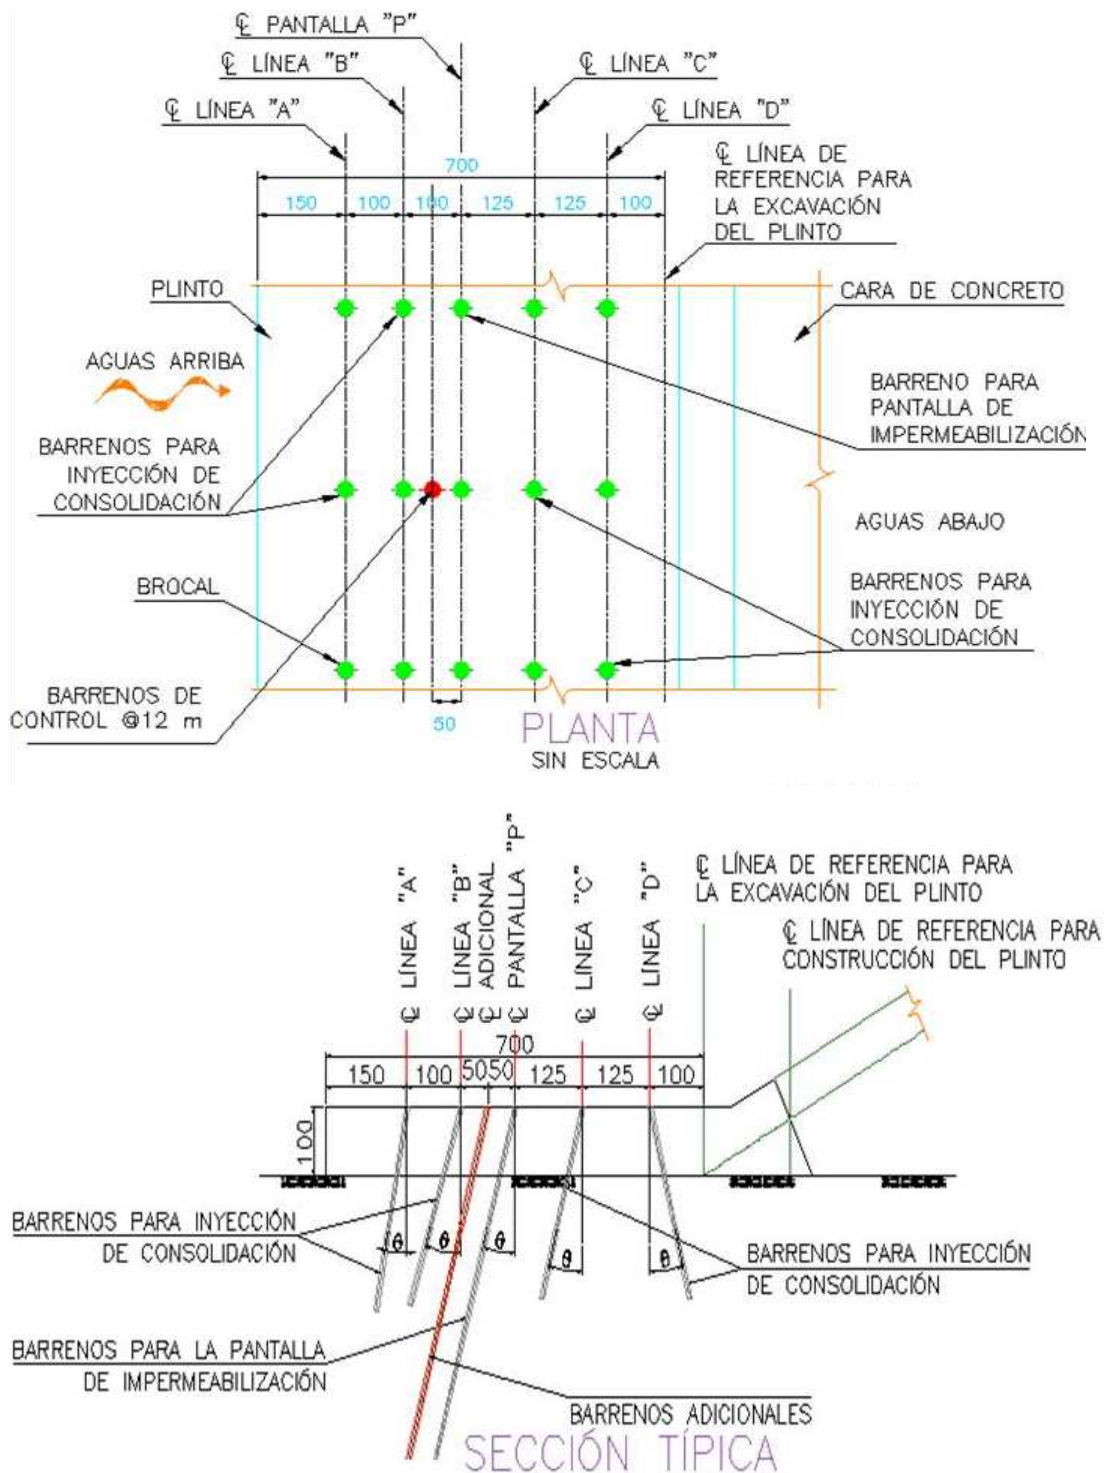 ℄ PANTALLA "P"
℄ LÍNEA "B"
℄ LÍNEA "C"
℄ LÍNEA "A"
℄ LÍNEA "D"
℄ LÍNEA DE
REFERENCIA PARA
LA EXCAVACIÓN
DEL PLINTO
700
150
100
100
125
125
100
PLINTO
CARA DE CONCRETO
AGUAS ARRIBA
BARRENO PARA
PANTALLA DE
IMPERMEABILIZACIÓN
BARRENOS PARA
INYECCIÓN DE
CONSOLIDACIÓN
AGUAS ABAJO
BROCAL
BARRENOS PARA
INYECCIÓN DE
CONSOLIDACIÓN
BARRENOS DE
CONTROL @12 m
50
PLANTA
SIN ESCALA
℄ LÍNEA "A"
℄ LÍNEA "B"
℄ ADICIONAL
℄ PANTALLA "P"
℄ LÍNEA "C"
℄ LÍNEA "D"
℄ LÍNEA DE REFERENCIA PARA
LA EXCAVACIÓN DEL PLINTO
℄ LÍNEA DE REFERENCIA PARA
CONSTRUCCIÓN DEL PLINTO
700
150
100
50
50
125
125
100
100
BARRENOS PARA INYECCIÓN
DE CONSOLIDACIÓN
θ
θ
θ
θ
θ
BARRENOS PARA INYECCIÓN
DE CONSOLIDACIÓN
BARRENOS PARA LA PANTALLA
DE IMPERMEABILIZACIÓN
BARRENOS ADICIONALES
SECCIÓN TÍPICA